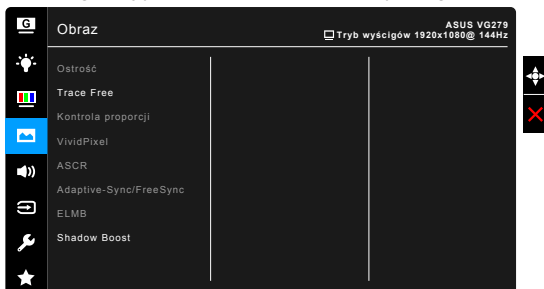 G
Obraz
ASUS VG279
Tryb wyścigów 1920x1080@ 144Hz
Ostrość
Trace Free
Kontrola proporcji
VividPixel
ASCR
Adaptive-Sync/FreeSync
ELMB
Shadow Boost